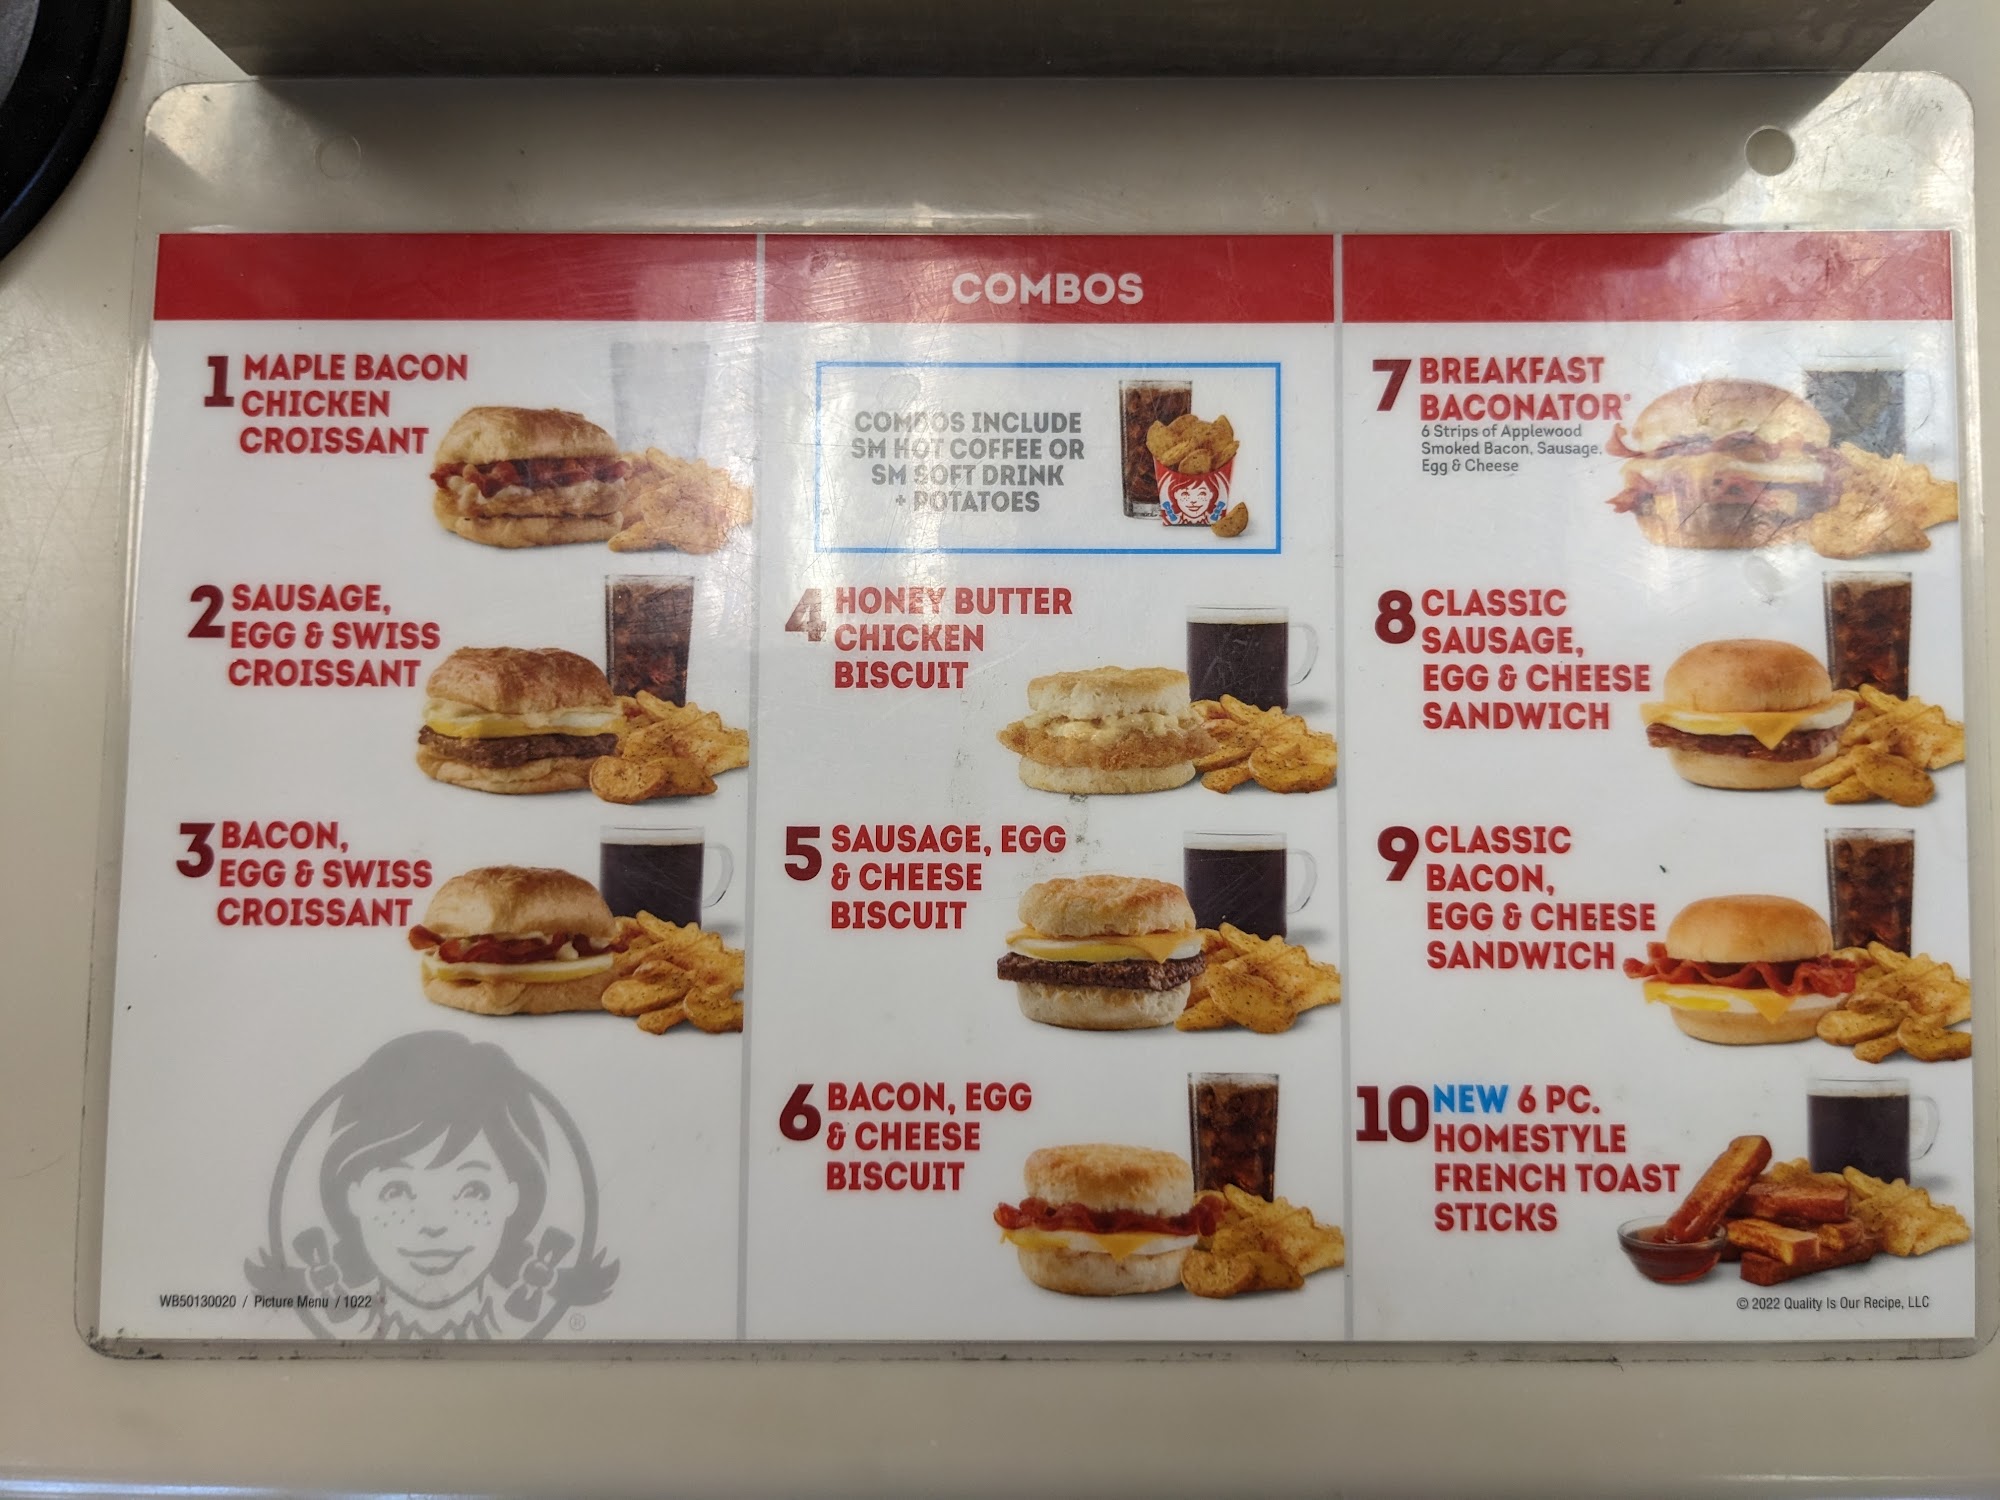 COMBOS
1 MAPLE BACON
CHICKEN
CROISSANT
2 SAUSAGE,
EGG & SWISS
CROISSANT
3 BACON,
EGG & SWISS
CROISSANT
WB50130020 / Picture Menu / 1022
®
COMBOS INCLUDE
SM HOT COFFEE OR
SM SOFT DRINK
+ POTATOES
4 HONEY BUTTER
CHICKEN
BISCUIT
5 SAUSAGE, EGG
& CHEESE
BISCUIT
6 BACON, EGG
& CHEESE
BISCUIT
7 BREAKFAST
BACONATOR®
6 Strips of Applewood
Smoked Bacon, Sausage,
Egg & Cheese
8 CLASSIC
SAUSAGE,
EGG & CHEESE
SANDWICH
9 CLASSIC
BACON,
EGG & CHEESE
SANDWICH
10 NEW 6 PC.
HOMESTYLE
FRENCH TOAST
STICKS
© 2022 Quality Is Our Recipe, LLC